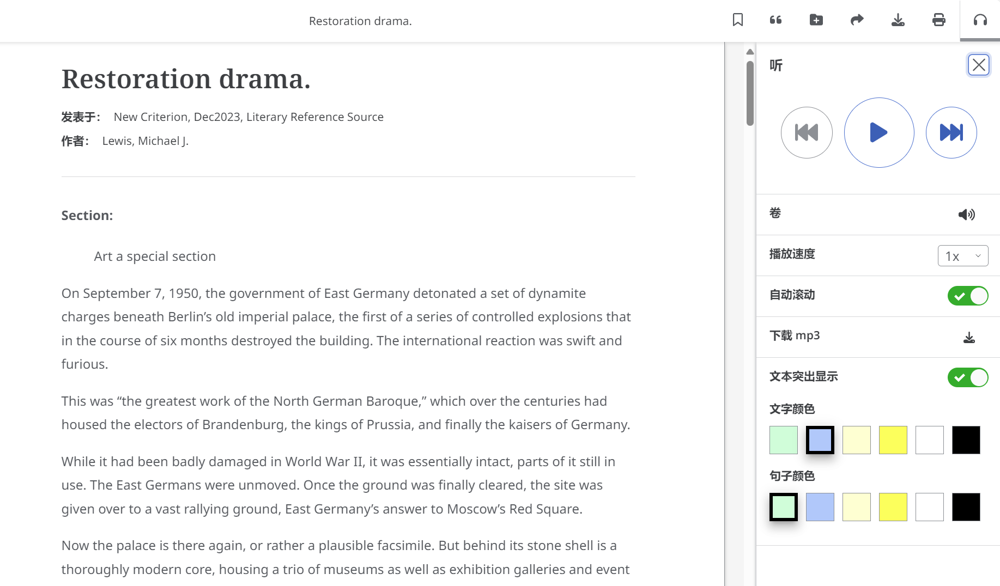 Restoration drama.
Restoration drama.
发表于： New Criterion, Dec2023, Literary Reference Source
作者： Lewis, Michael J.
Section:
Art a special section
On September 7, 1950, the government of East Germany detonated a set of dynamite
charges beneath Berlin’s old imperial palace, the first of a series of controlled explosions that
in the course of six months destroyed the building. The international reaction was swift and
furious.
This was “the greatest work of the North German Baroque,” which over the centuries had
housed the electors of Brandenburg, the kings of Prussia, and finally the kaisers of Germany.
While it had been badly damaged in World War II, it was essentially intact, parts of it still in
use. The East Germans were unmoved. Once the ground was finally cleared, the site was
given over to a vast rallying ground, East Germany’s answer to Moscow’s Red Square.
Now the palace is there again, or rather a plausible facsimile. But behind its stone shell is a
thoroughly modern core, housing a trio of museums as well as exhibition galleries and event
听
卷
播放速度 1x
自动滚动
下载 mp3
文本突出显示
文字颜色
句子颜色